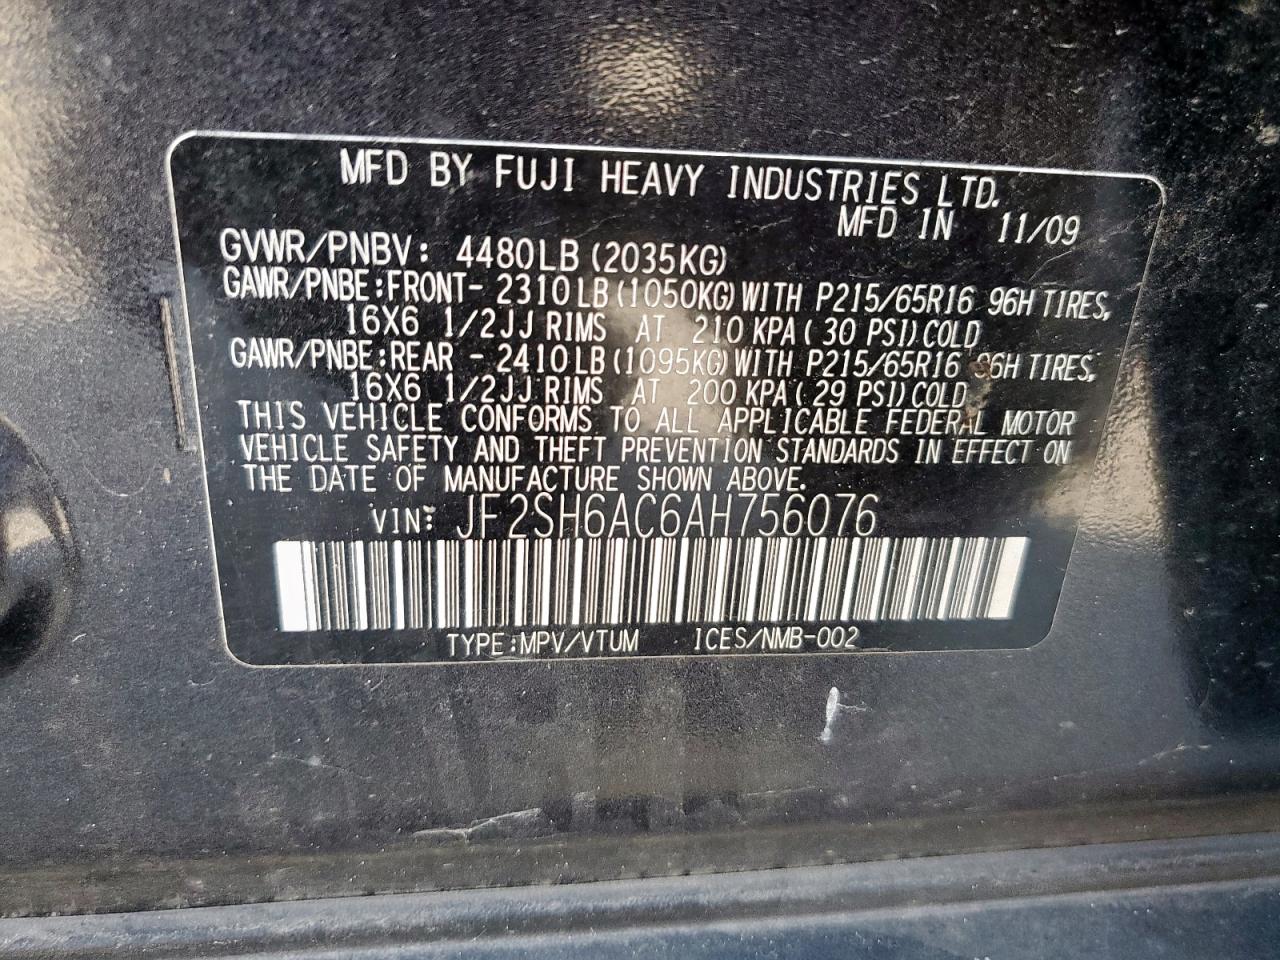 MFD BY FUJI HEAVY INDUSTRIES LTD.
MFD IN 11/09
GVWR/PNBV: 4480LB (2035KG)
GAWR/PNBE:FRONT- 2310LB (1050KG) WITH P215/65R16 96H TIRES,
16X6 1/2JJ RIMS AT 210 KPA ( 30 PSI) COLD
GAWR/PNBE:REAR - 2410LB (1095KG) WITH P215/65R16 96H TIRES,
16X6 1/2JJ RIMS AT 200 KPA ( 29 PSI) COLD
THIS VEHICLE CONFORMS TO ALL APPLICABLE FEDERAL MOTOR
VEHICLE SAFETY AND THEFT PREVENTION STANDARDS IN EFFECT ON
THE DATE OF MANUFACTURE SHOWN ABOVE.
VIN: JF2SH6AC6AH756076
TYPE:MPV/VTUM ICES/NMB-002